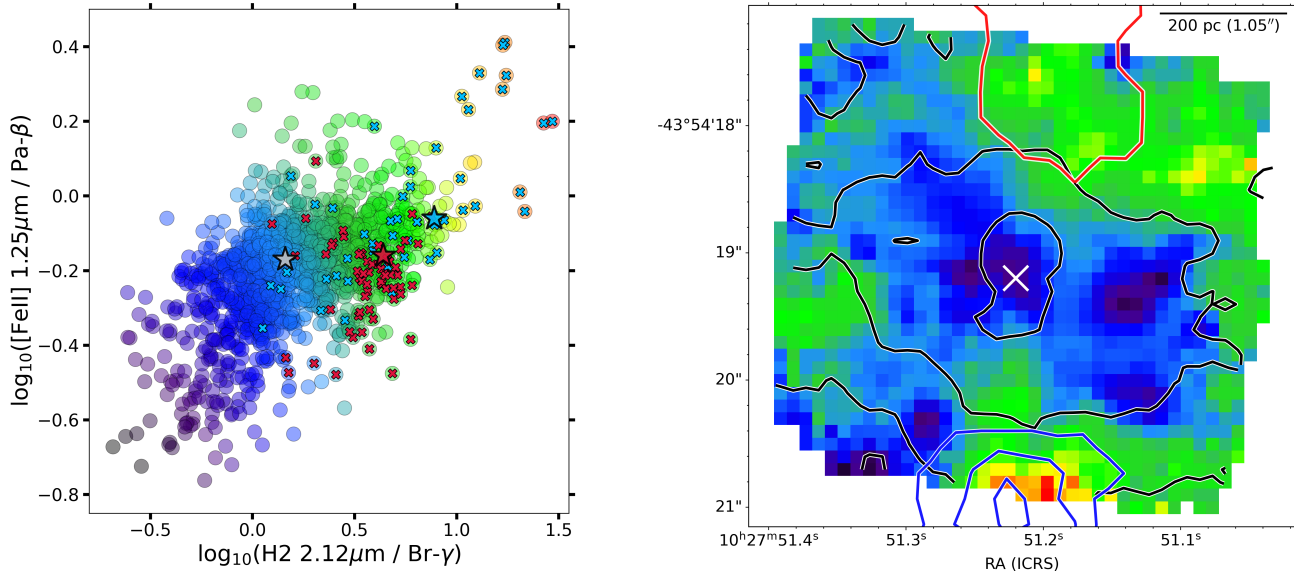 log₁₀([FeII] 1.25μm / Pa-β)
0.4
0.2
0.0
−0.2
−0.4
−0.6
−0.8
−0.5
0.0
0.5
1.0
1.5
log₁₀(H2 2.12μm / Br-γ)
200 pc (1.05″)
-43°54'18"
19"
20"
21"
10ʰ27ᵐ51.4ˢ
51.3ˢ
51.2ˢ
51.1ˢ
RA (ICRS)